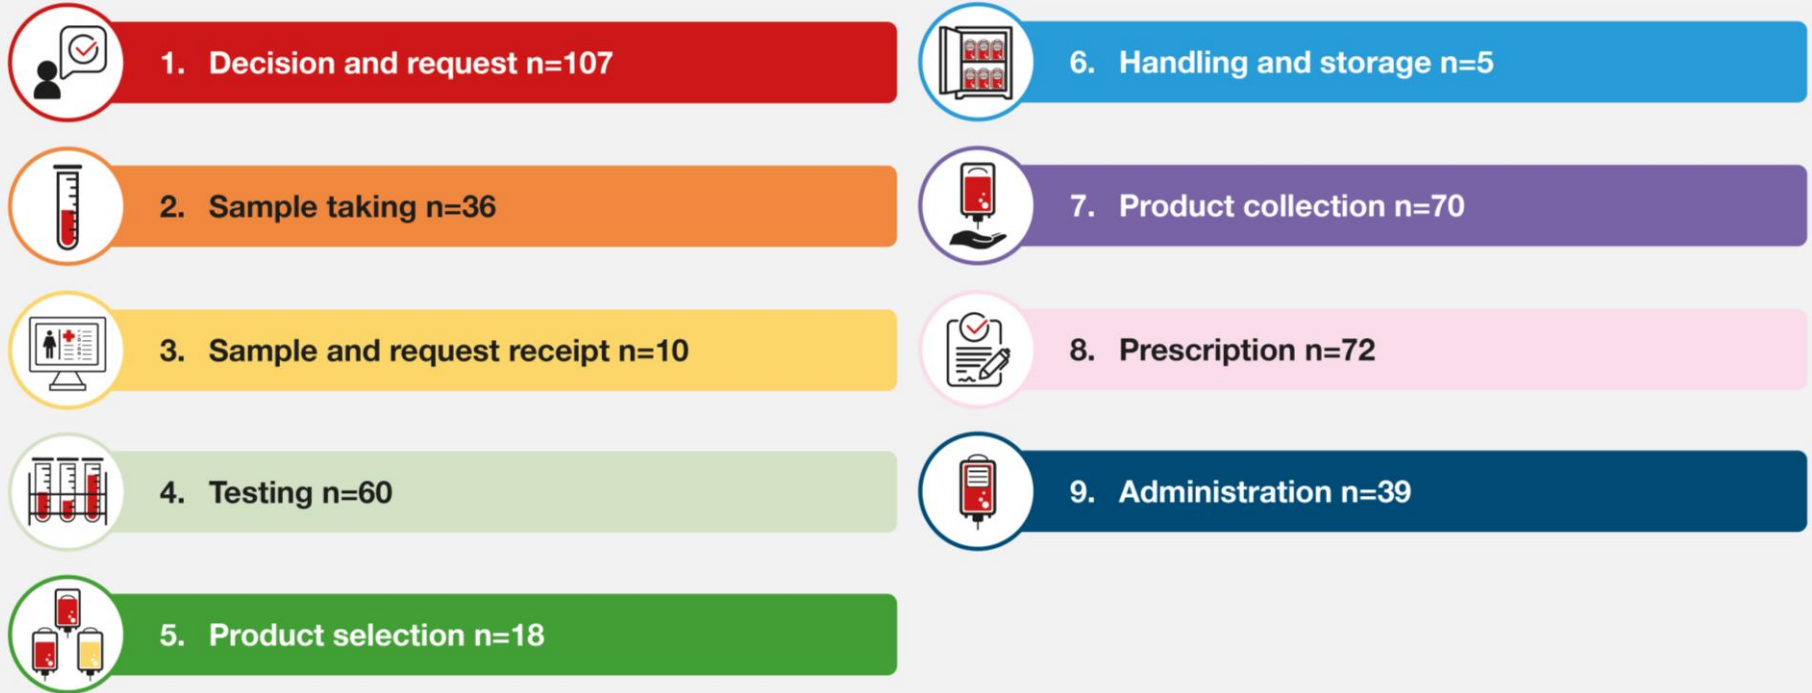 1. Decision and request n=107
2. Sample taking n=36
3. Sample and request receipt n=10
4. Testing n=60
5. Product selection n=18
6. Handling and storage n=5
7. Product collection n=70
8. Prescription n=72
9. Administration n=39